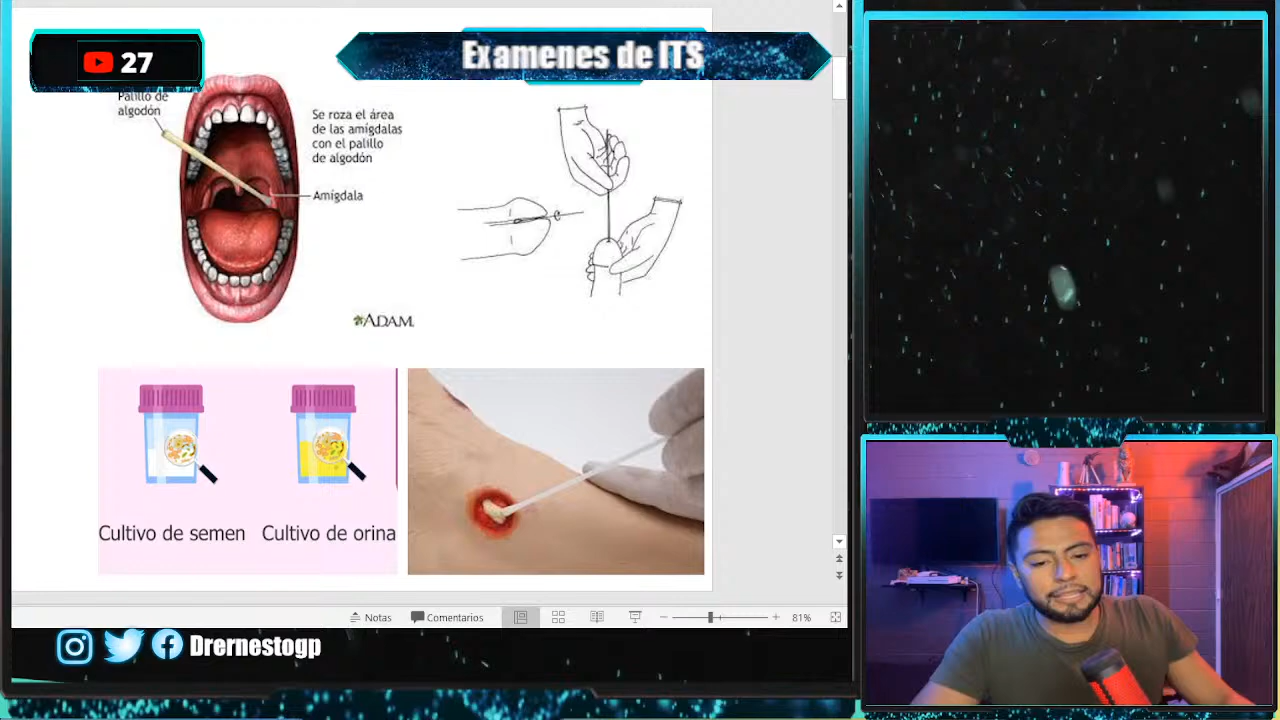 27
Examenes de ITS
Palillo de
algodón
Se roza el área
de las amígdalas
con el palillo
de algodón
Amígdala
ADAM.
Cultivo de semen
Cultivo de orina
Notas
Comentarios
81%
Drernestogp